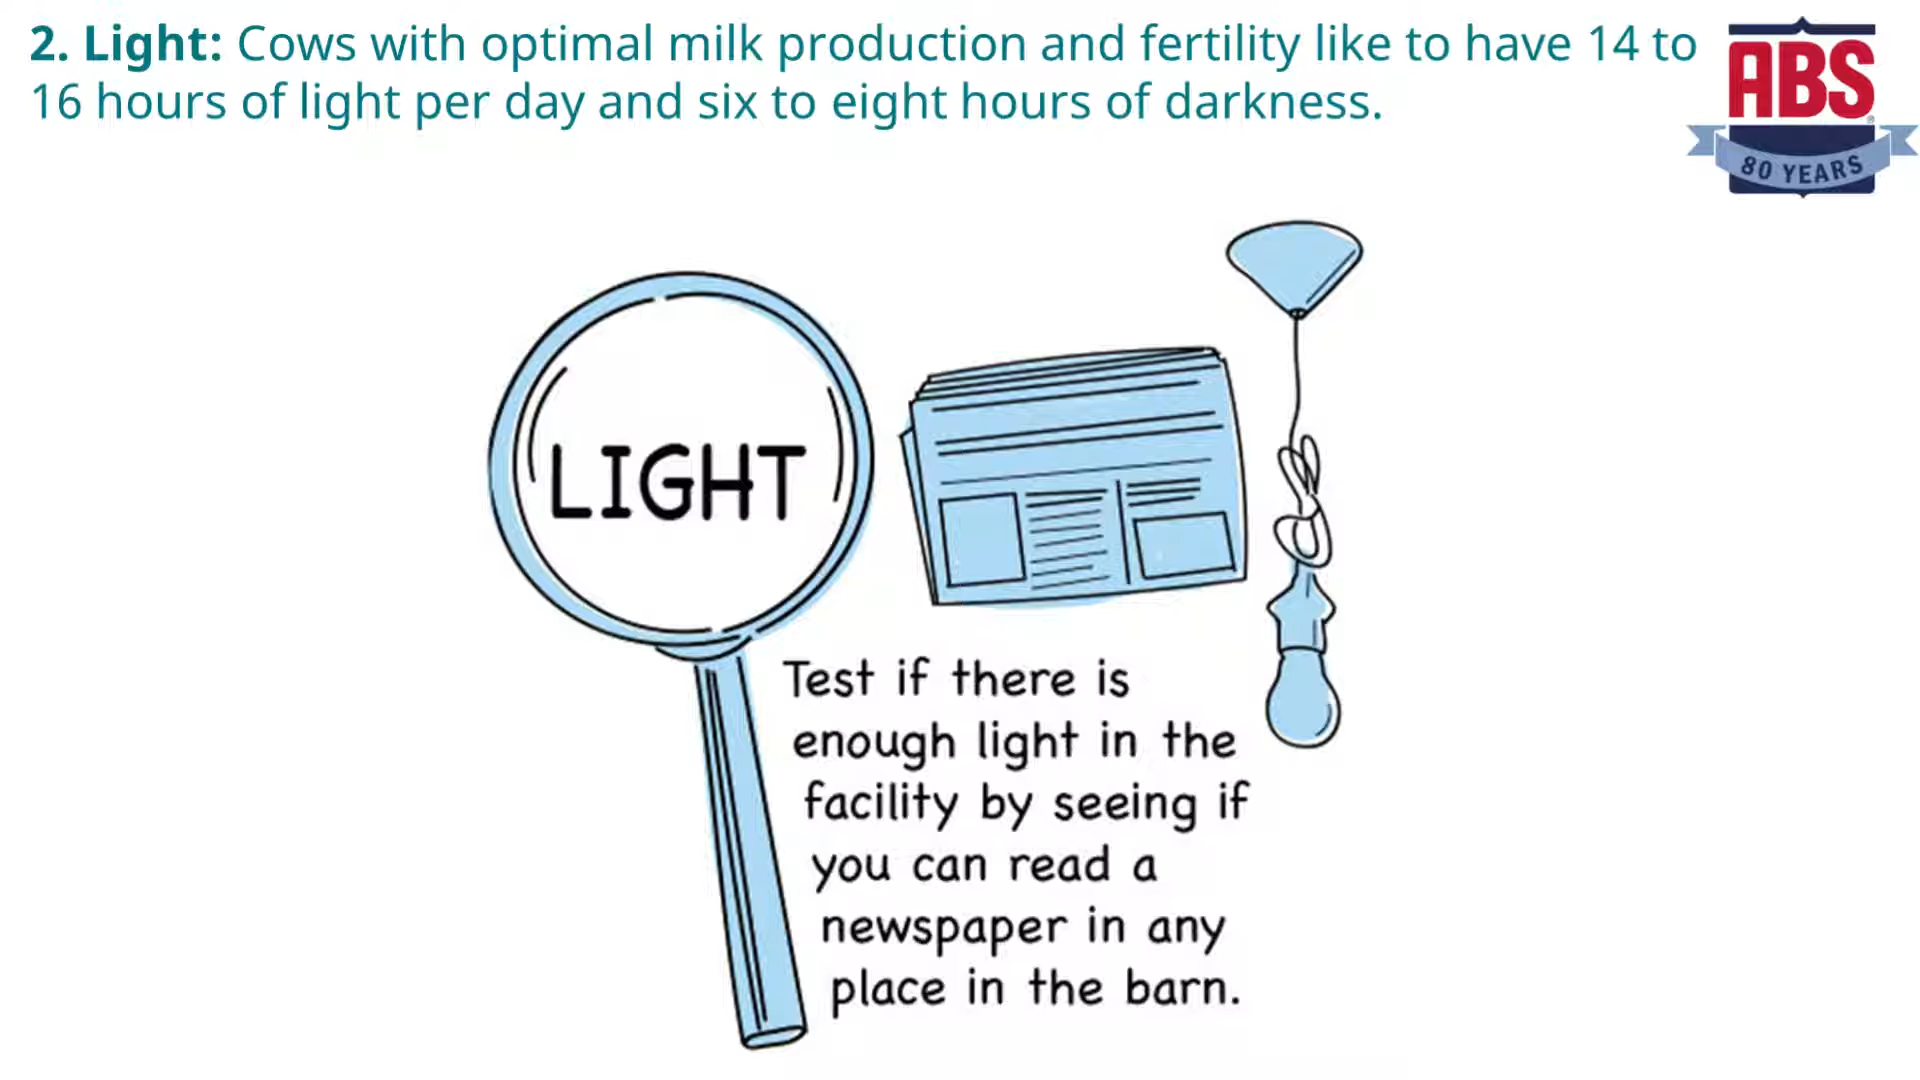 2. Light: Cows with optimal milk production and fertility like to have 14 to
16 hours of light per day and six to eight hours of darkness.
ABS
®
80 YEARS
LIGHT
Test if there is
enough light in the
facility by seeing if
you can read a
newspaper in any
place in the barn.